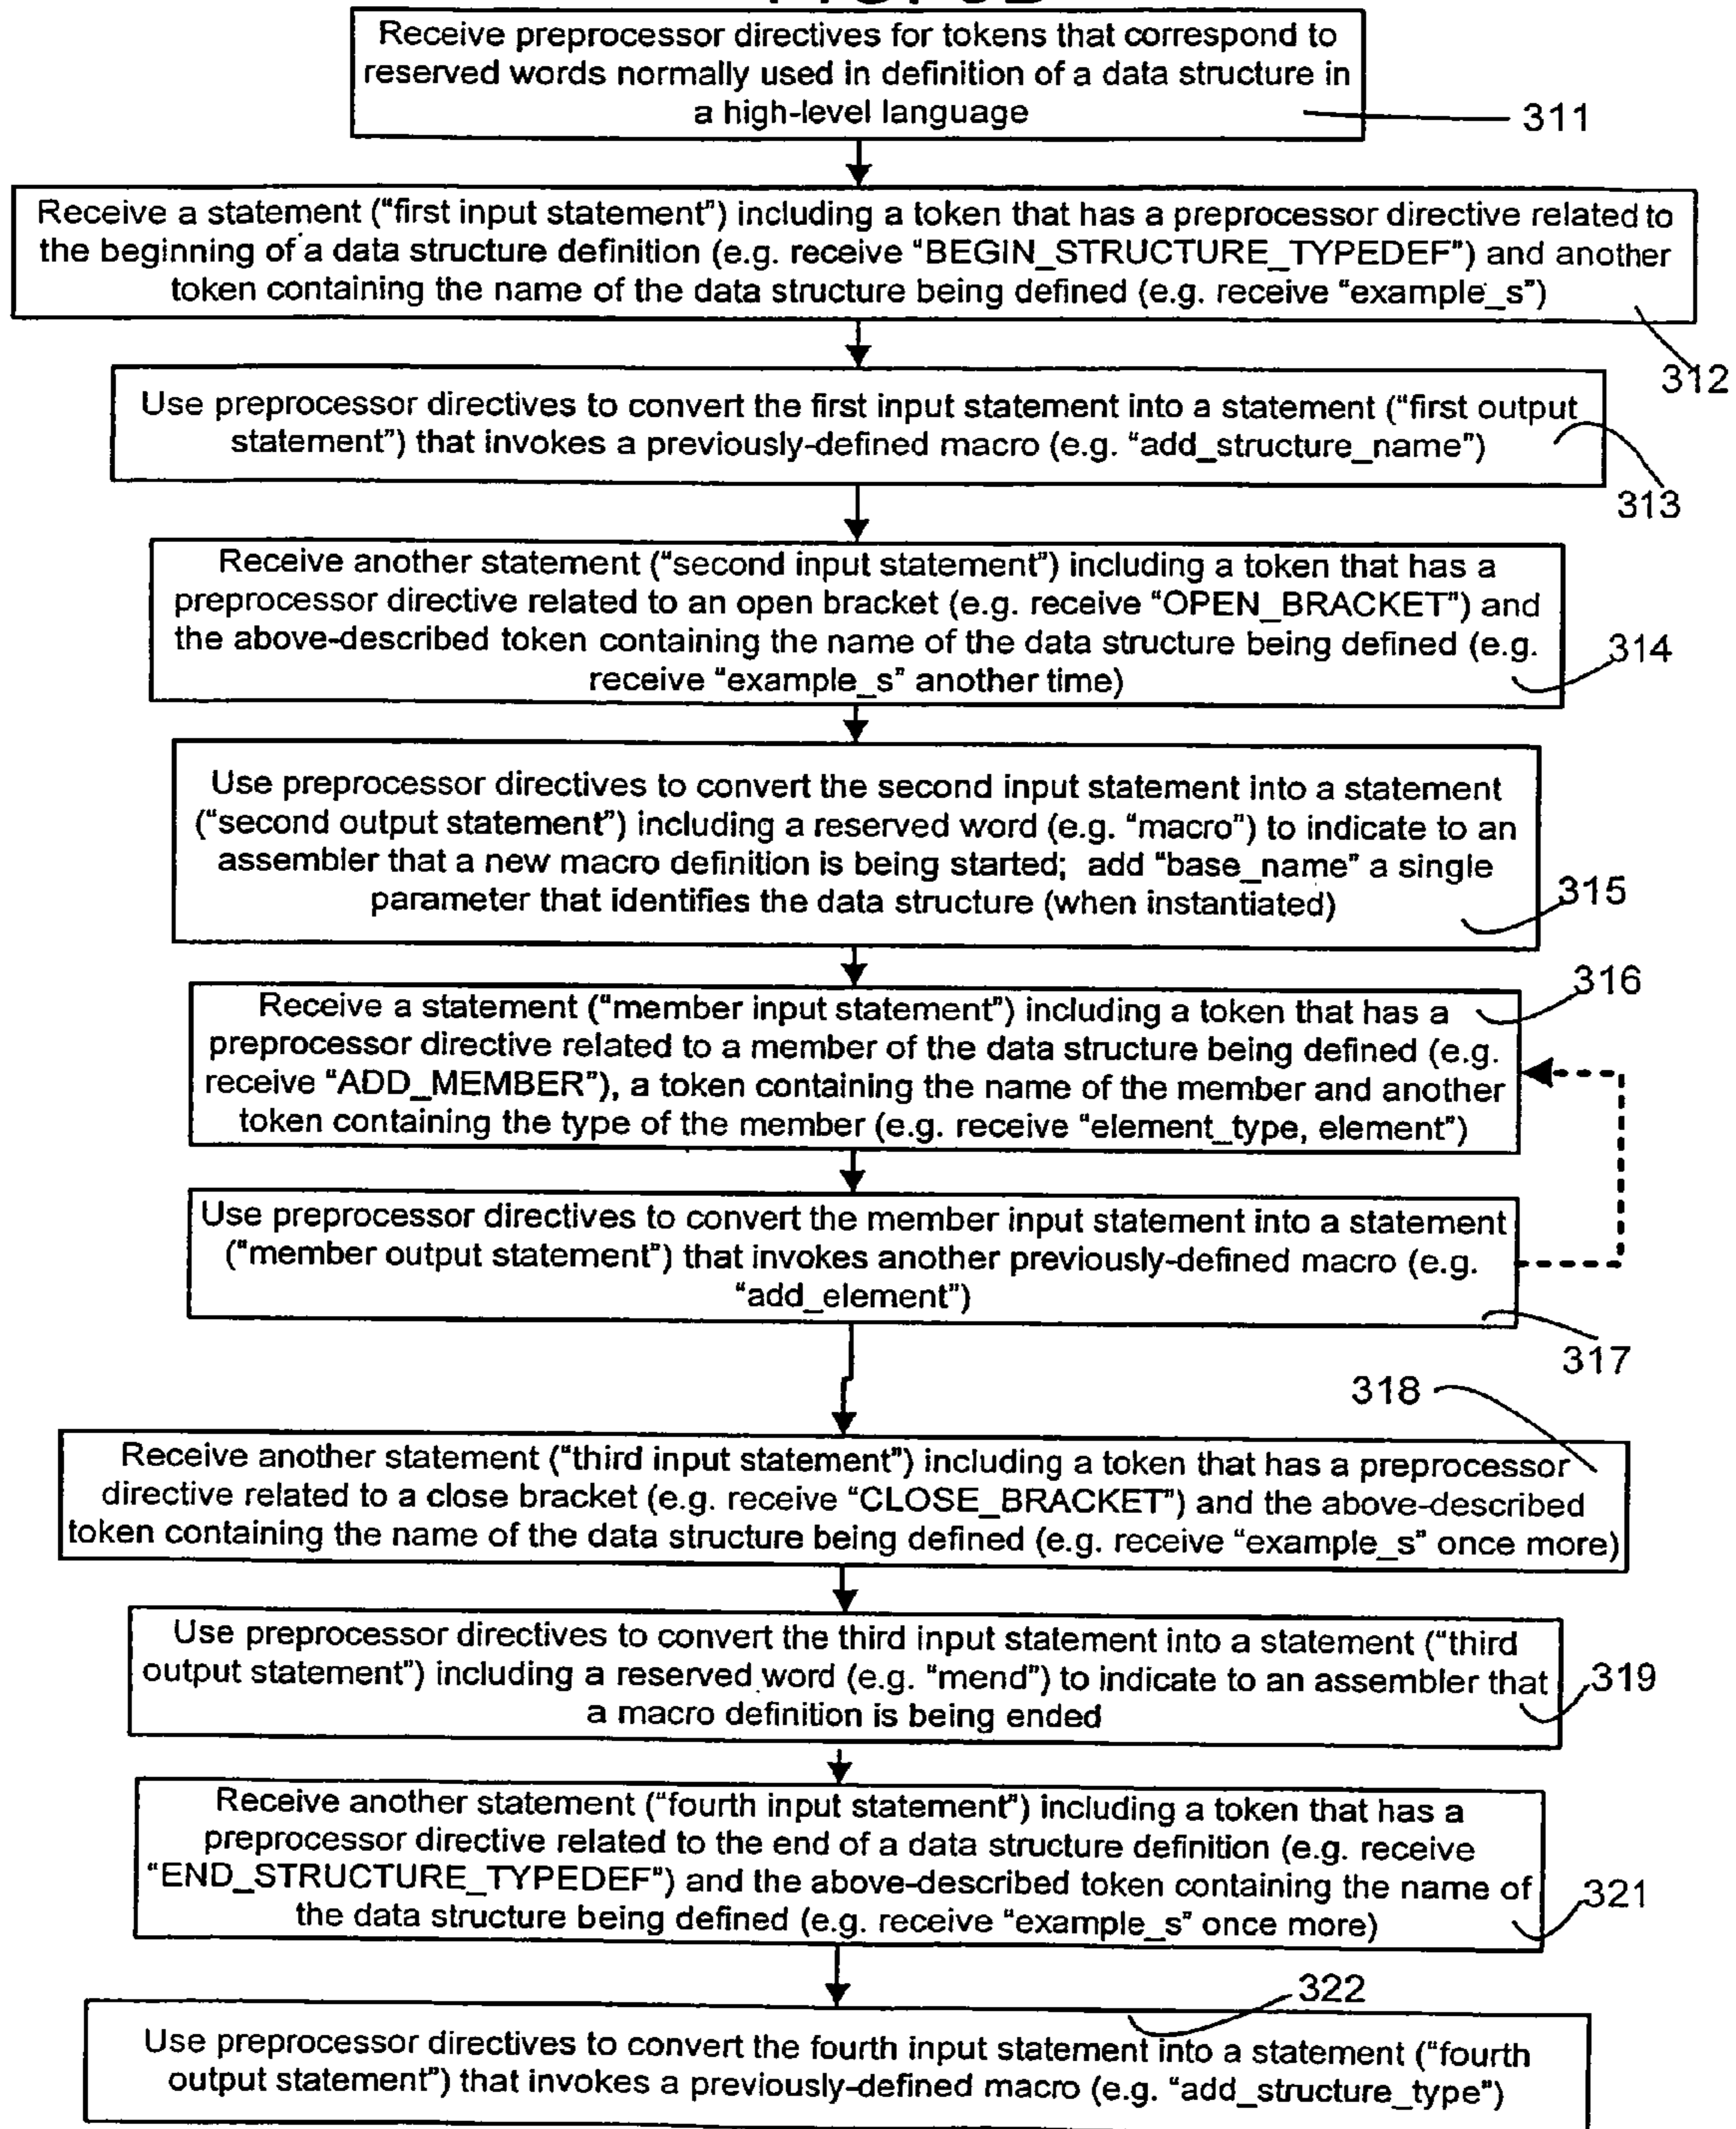 Receive preprocessor directives for tokens that correspond to
reserved words normally used in definition of a data structure in
a high-level language
311
Receive a statement (“first input statement”) including a token that has a preprocessor directive related to
the beginning of a data structure definition (e.g. receive “BEGIN_STRUCTURE_TYPEDEF”) and another
token containing the name of the data structure being defined (e.g. receive “example_s”)
312
Use preprocessor directives to convert the first input statement into a statement (“first output
statement”) that invokes a previously-defined macro (e.g. “add_structure_name”)
313
Receive another statement (“second input statement”) including a token that has a
preprocessor directive related to an open bracket (e.g. receive “OPEN_BRACKET”) and
the above-described token containing the name of the data structure being defined (e.g.
receive “example_s” another time)
314
Use preprocessor directives to convert the second input statement into a statement
(“second output statement”) including a reserved word (e.g. “macro”) to indicate to an
assembler that a new macro definition is being started; add “base_name” a single
parameter that identifies the data structure (when instantiated)
315
316
Receive a statement (“member input statement”) including a token that has a
preprocessor directive related to a member of the data structure being defined (e.g.
receive “ADD_MEMBER”), a token containing the name of the member and another
token containing the type of the member (e.g. receive “element_type, element”)
Use preprocessor directives to convert the member input statement into a statement
(“member output statement”) that invokes another previously-defined macro (e.g.
“add_element”)
317
318
Receive another statement (“third input statement”) including a token that has a preprocessor
directive related to a close bracket (e.g. receive “CLOSE_BRACKET”) and the above-described
token containing the name of the data structure being defined (e.g. receive “example_s” once more)
Use preprocessor directives to convert the third input statement into a statement (“third
output statement”) including a reserved word (e.g. “mend”) to indicate to an assembler that
a macro definition is being ended
319
Receive another statement (“fourth input statement”) including a token that has a
preprocessor directive related to the end of a data structure definition (e.g. receive
“END_STRUCTURE_TYPEDEF”) and the above-described token containing the name of
the data structure being defined (e.g. receive “example_s” once more)
321
322
Use preprocessor directives to convert the fourth input statement into a statement (“fourth
output statement”) that invokes a previously-defined macro (e.g. “add_structure_type”)